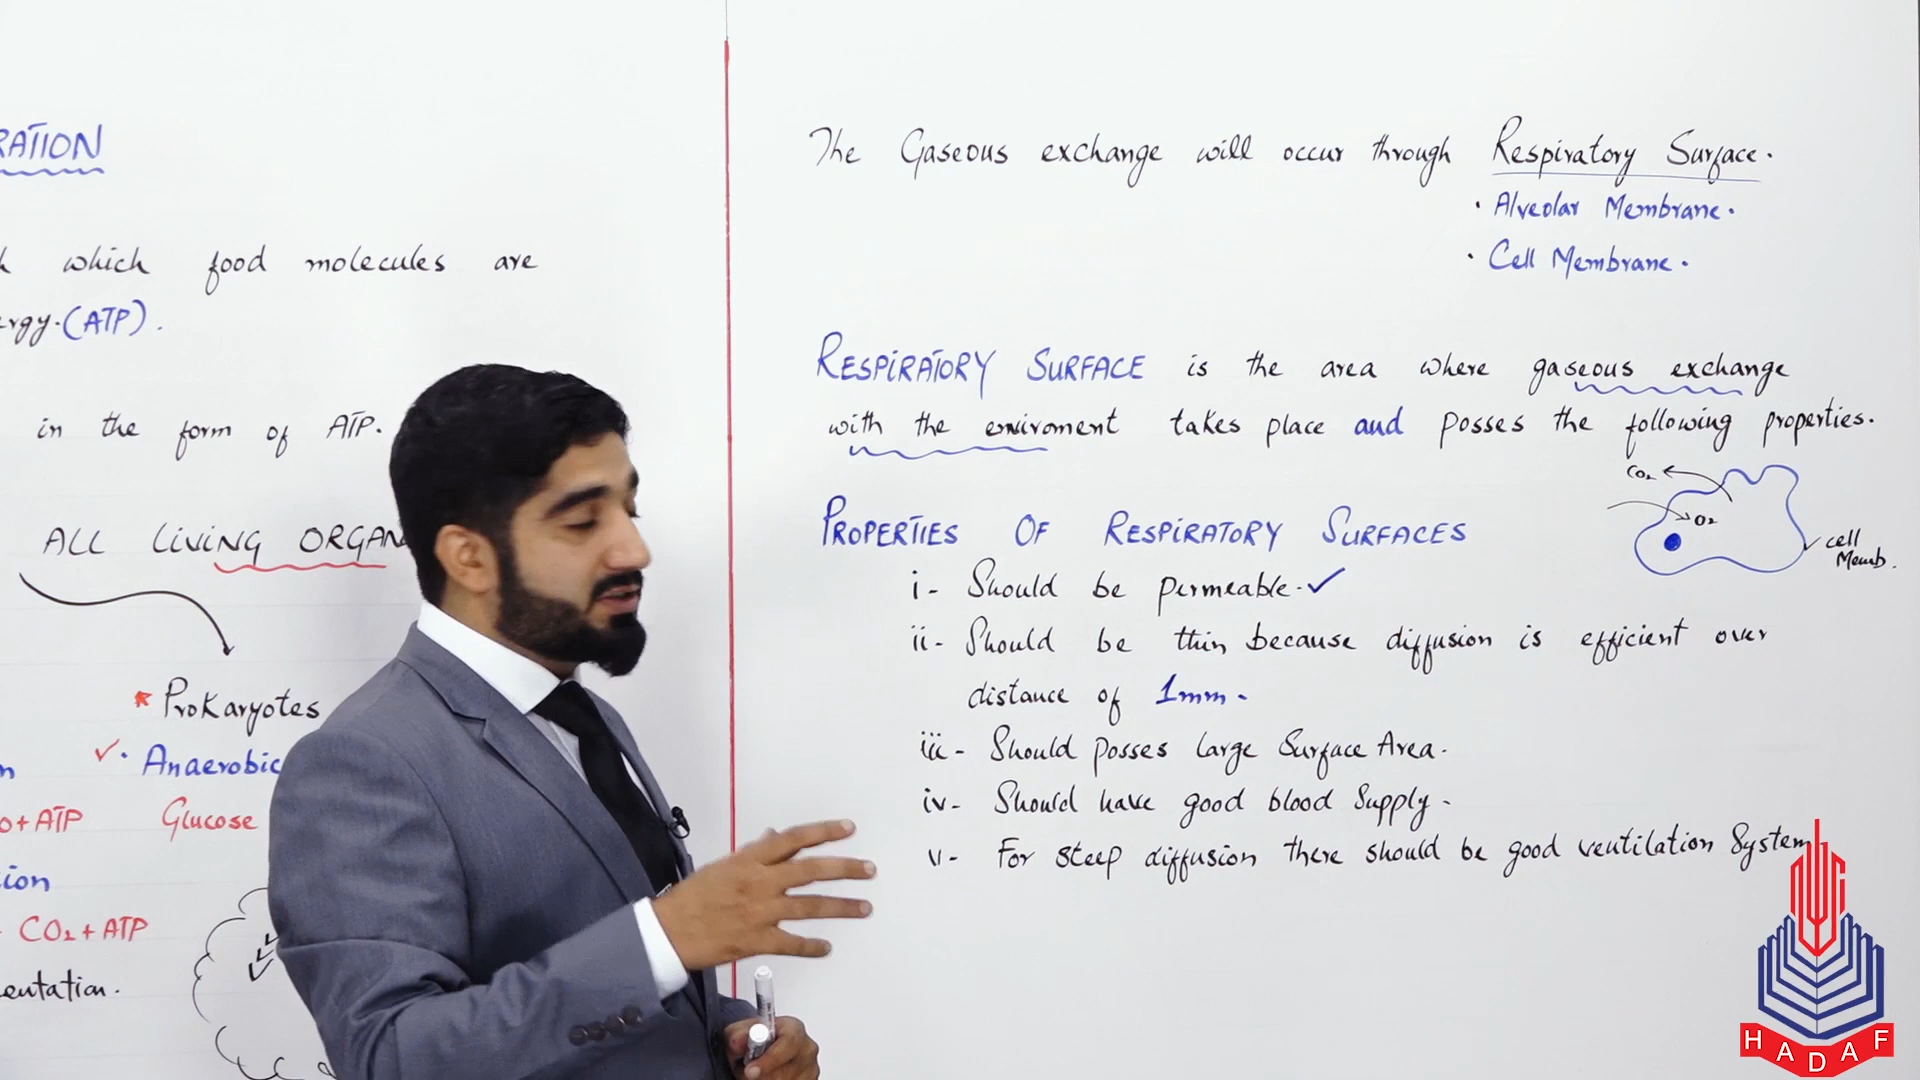 RATION
which food molecules are
rgy. (ATP).
in the form of ATP.
ALL LiViNG ORGAN
* Prokaryotes
✓ · Anaerobic
n
o+ATP
Glucose
ion
CO2 + ATP
entation.
The Gaseous exchange will occur through Respiratory Surface.
· Alveolar Membrane.
· Cell Membrane.
RESPiRATORY SURFACE is the area where gaseous exchange
with the enviroment takes place and posses the following properties.
CO2
O2
cell
Memb.
PROPERTIES OF RESPiRATORY SURFACES
i- Should be permeable. ✓
ii- Should be thin because diffusion is efficient over
distance of 1mm.
iii- Should posses large Surface Area.
iv- Should have good blood Supply.
v- For steep diffusion there should be good ventilation System
HADAF